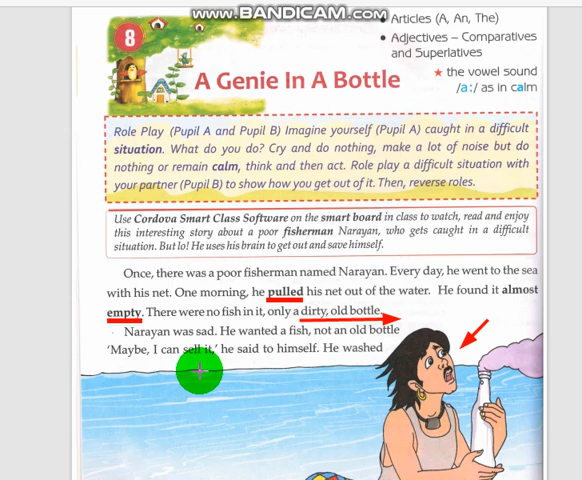 www.BANDICAM.com
• Articles (A, An, The)
• Adjectives – Comparatives
and Superlatives
8
★ the vowel sound
A Genie In A Bottle
/a:/ as in calm
Role Play (Pupil A and Pupil B) Imagine yourself (Pupil A) caught in a difficult
situation. What do you do? Cry and do nothing, make a lot of noise but do
nothing or remain calm, think and then act. Role play a difficult situation with
your partner (Pupil B) to show how you get out of it. Then, reverse roles.
Use Cordova Smart Class Software on the smart board in class to watch, read and enjoy
this interesting story about a poor fisherman Narayan, who gets caught in a difficult
situation. But lo! He uses his brain to get out and save himself.
Once, there was a poor fisherman named Narayan. Every day, he went to the sea
with his net. One morning, he pulled his net out of the water. He found it almost
empty. There were no fish in it, only a dirty, old bottle.
Narayan was sad. He wanted a fish, not an old bottle
‘Maybe, I can sell it,’ he said to himself. He washed